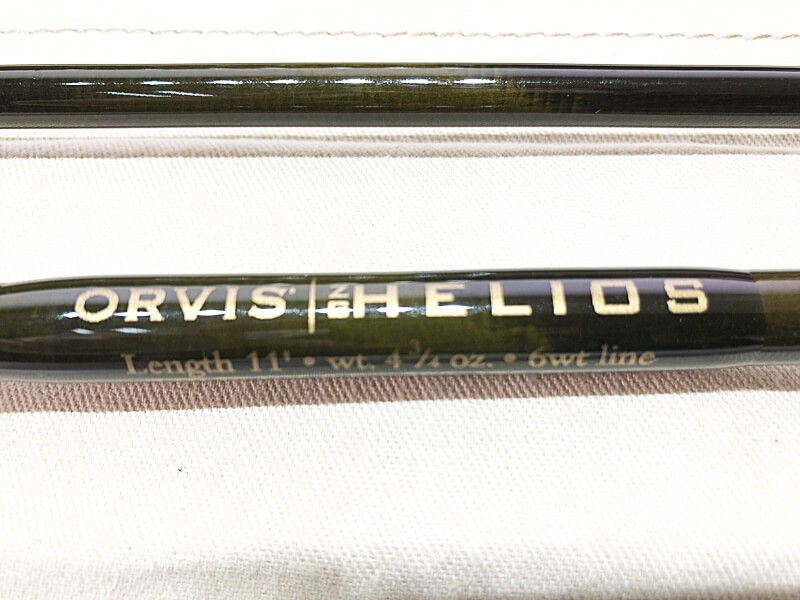 ORVIS | HELIOS
Length 11' • wt. 4 3/4 oz. • 6wt line